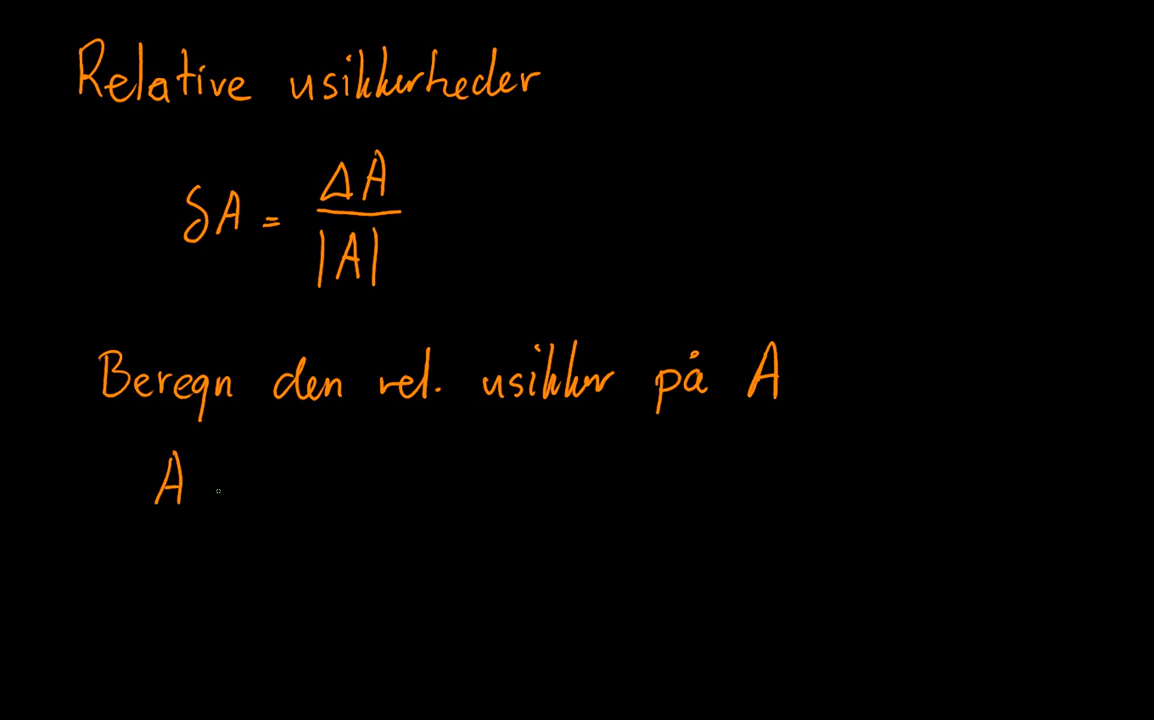 Relative usikkerheder
δA = ΔA / |A|
Beregn den rel. usikker på A
A